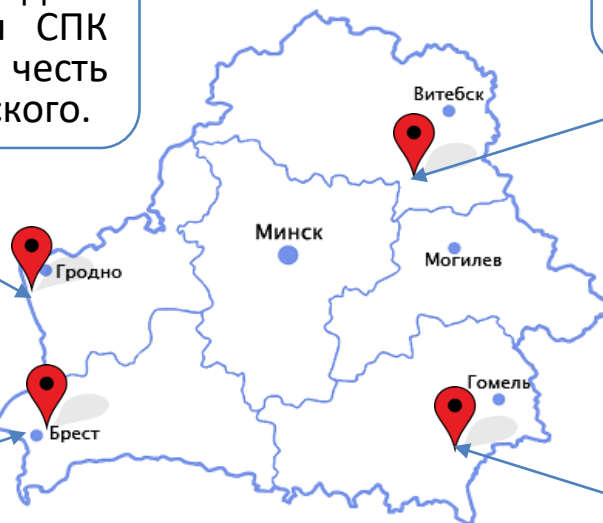 СПК
честь
ского.
Витебск
Минск
Могилев
Гродно
Гомель
Брест